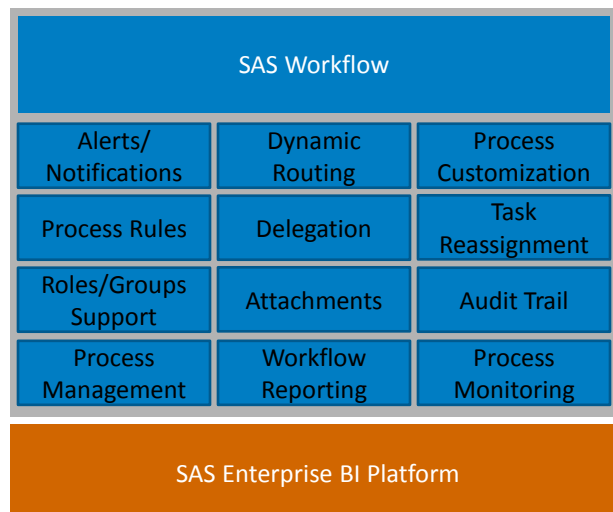 SAS Workflow
Alerts/
Notifications
Dynamic
Routing
Process
Customization
Process Rules
Delegation
Task
Reassignment
Roles/Groups
Support
Attachments
Audit Trail
Process
Management
Workflow
Reporting
Process
Monitoring
SAS Enterprise BI Platform